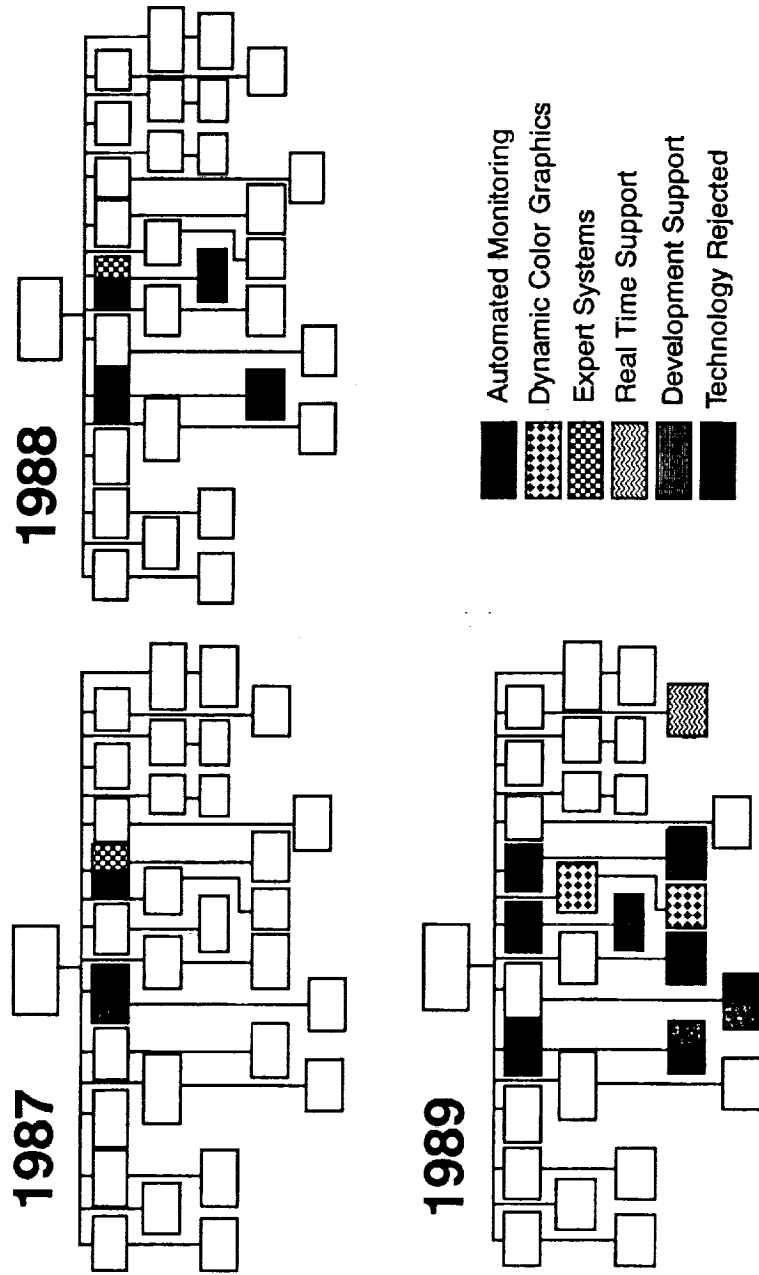 1987
1988
1989
Automated Monitoring
Dynamic Color Graphics
Expert Systems
Real Time Support
Development Support
Technology Rejected